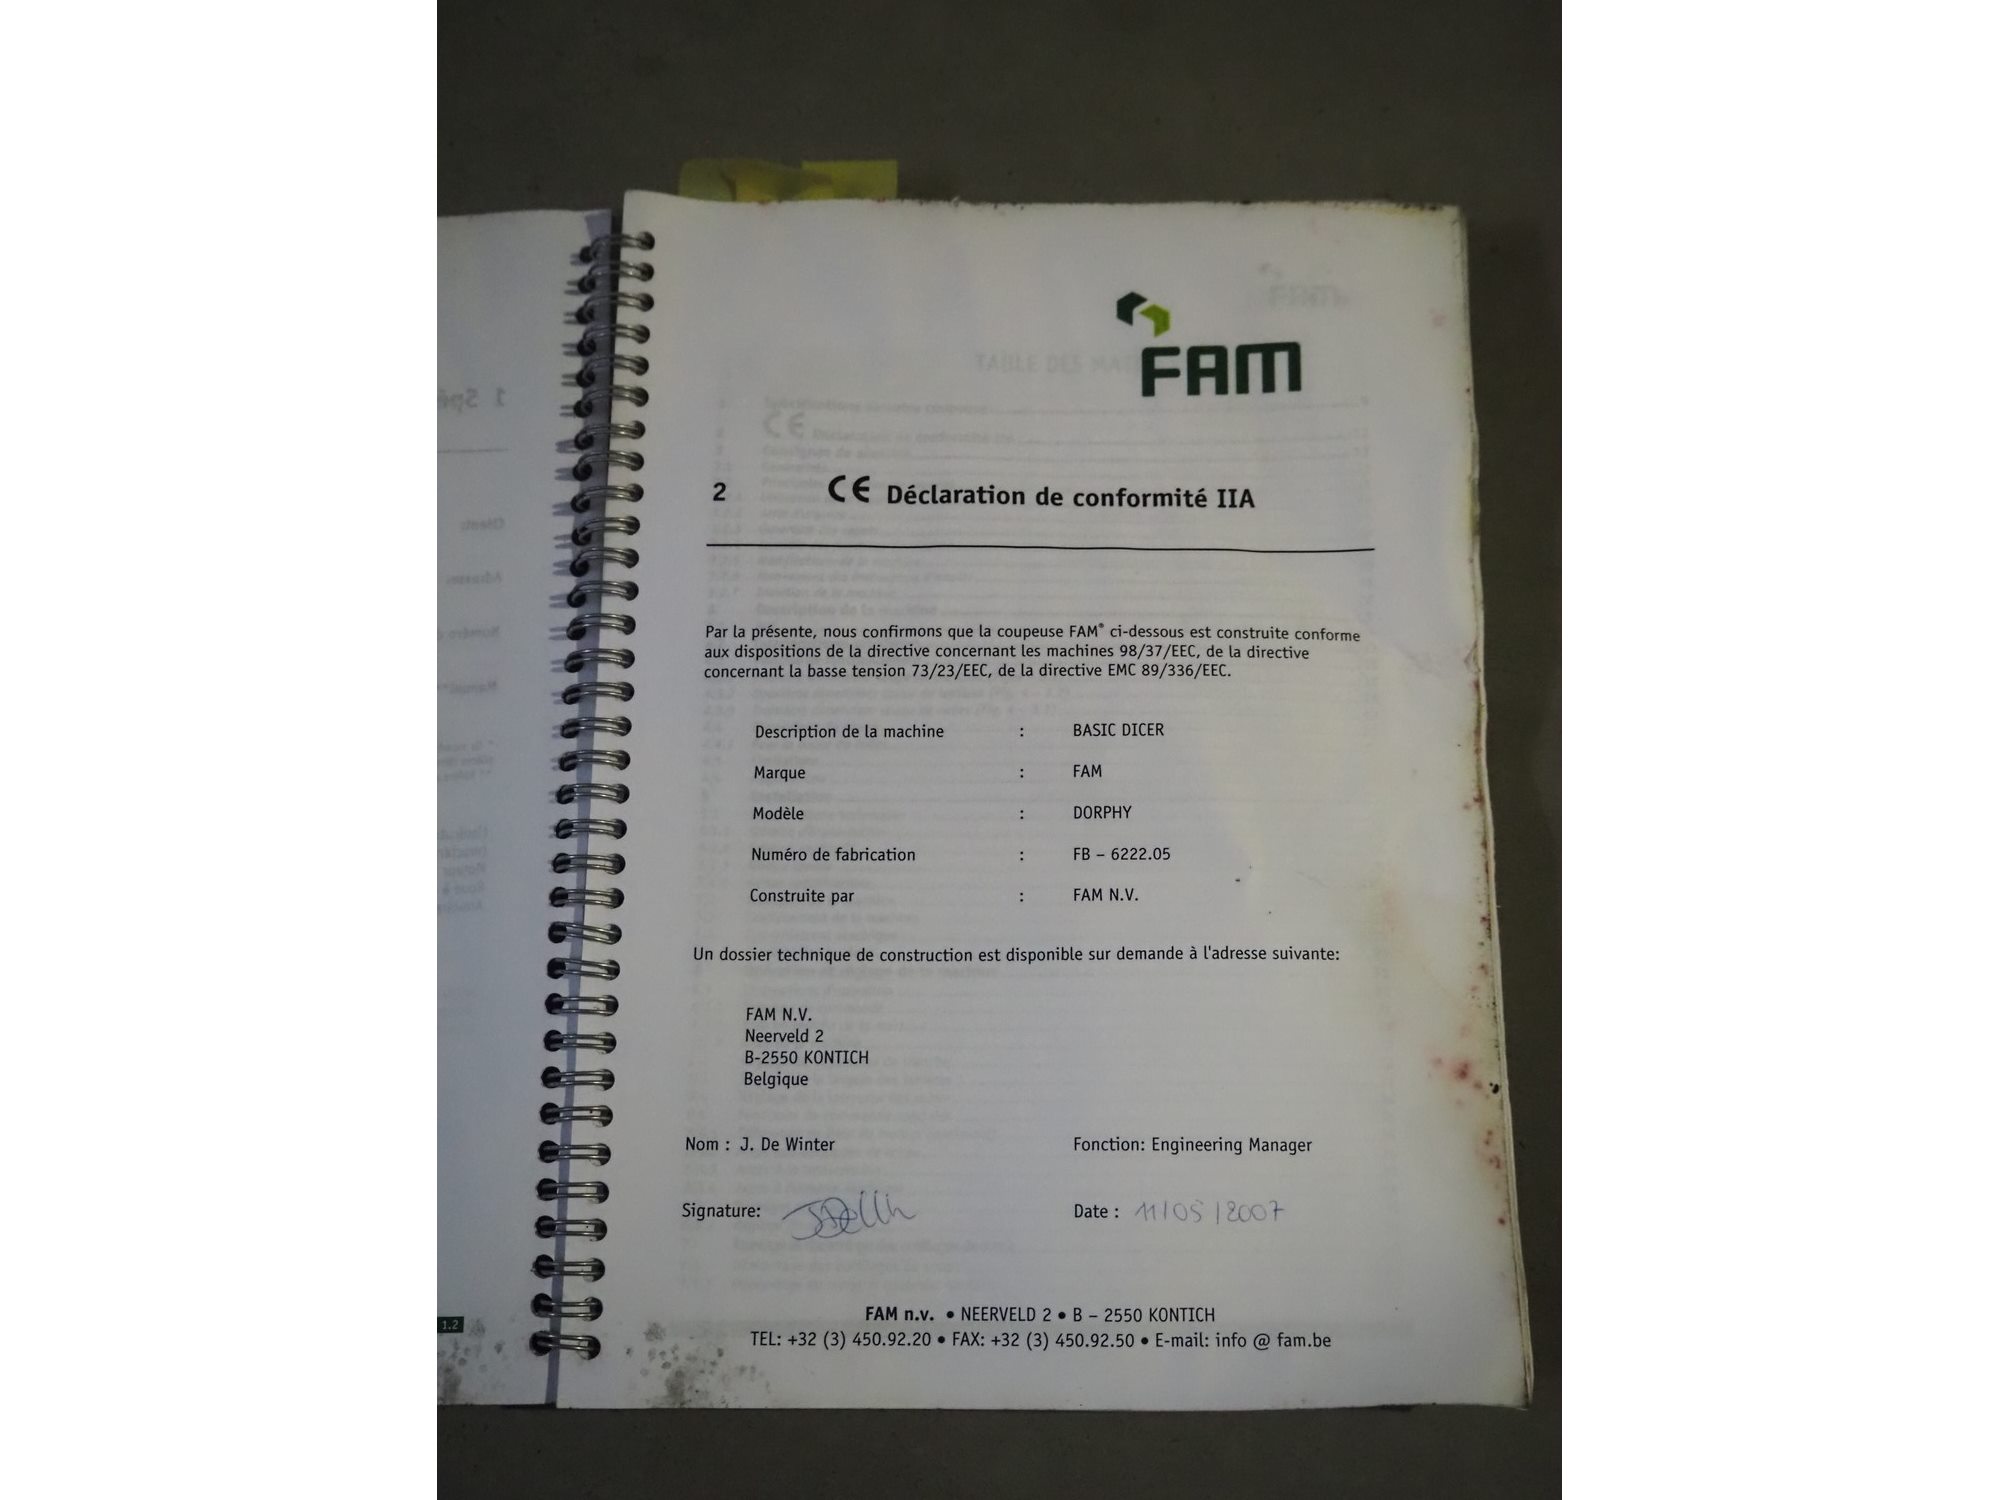 FAM
2 CE Déclaration de conformité IIA
Par la présente, nous confirmons que la coupeuse FAM® ci-dessous est construite conforme
aux dispositions de la directive concernant les machines 98/37/EEC, de la directive
concernant la basse tension 73/23/EEC, de la directive EMC 89/336/EEC.
Description de la machine : BASIC DICER
Marque : FAM
Modèle : DORPHY
Numéro de fabrication : FB – 6222.05
Construite par : FAM N.V.
Un dossier technique de construction est disponible sur demande à l'adresse suivante:
FAM N.V.
Neerveld 2
B-2550 KONTICH
Belgique
Nom : J. De Winter Fonction: Engineering Manager
Signature: Date : 11/05/2007
FAM n.v. • NEERVELD 2 • B – 2550 KONTICH
TEL: +32 (3) 450.92.20 • FAX: +32 (3) 450.92.50 • E-mail: info @ fam.be
1.2